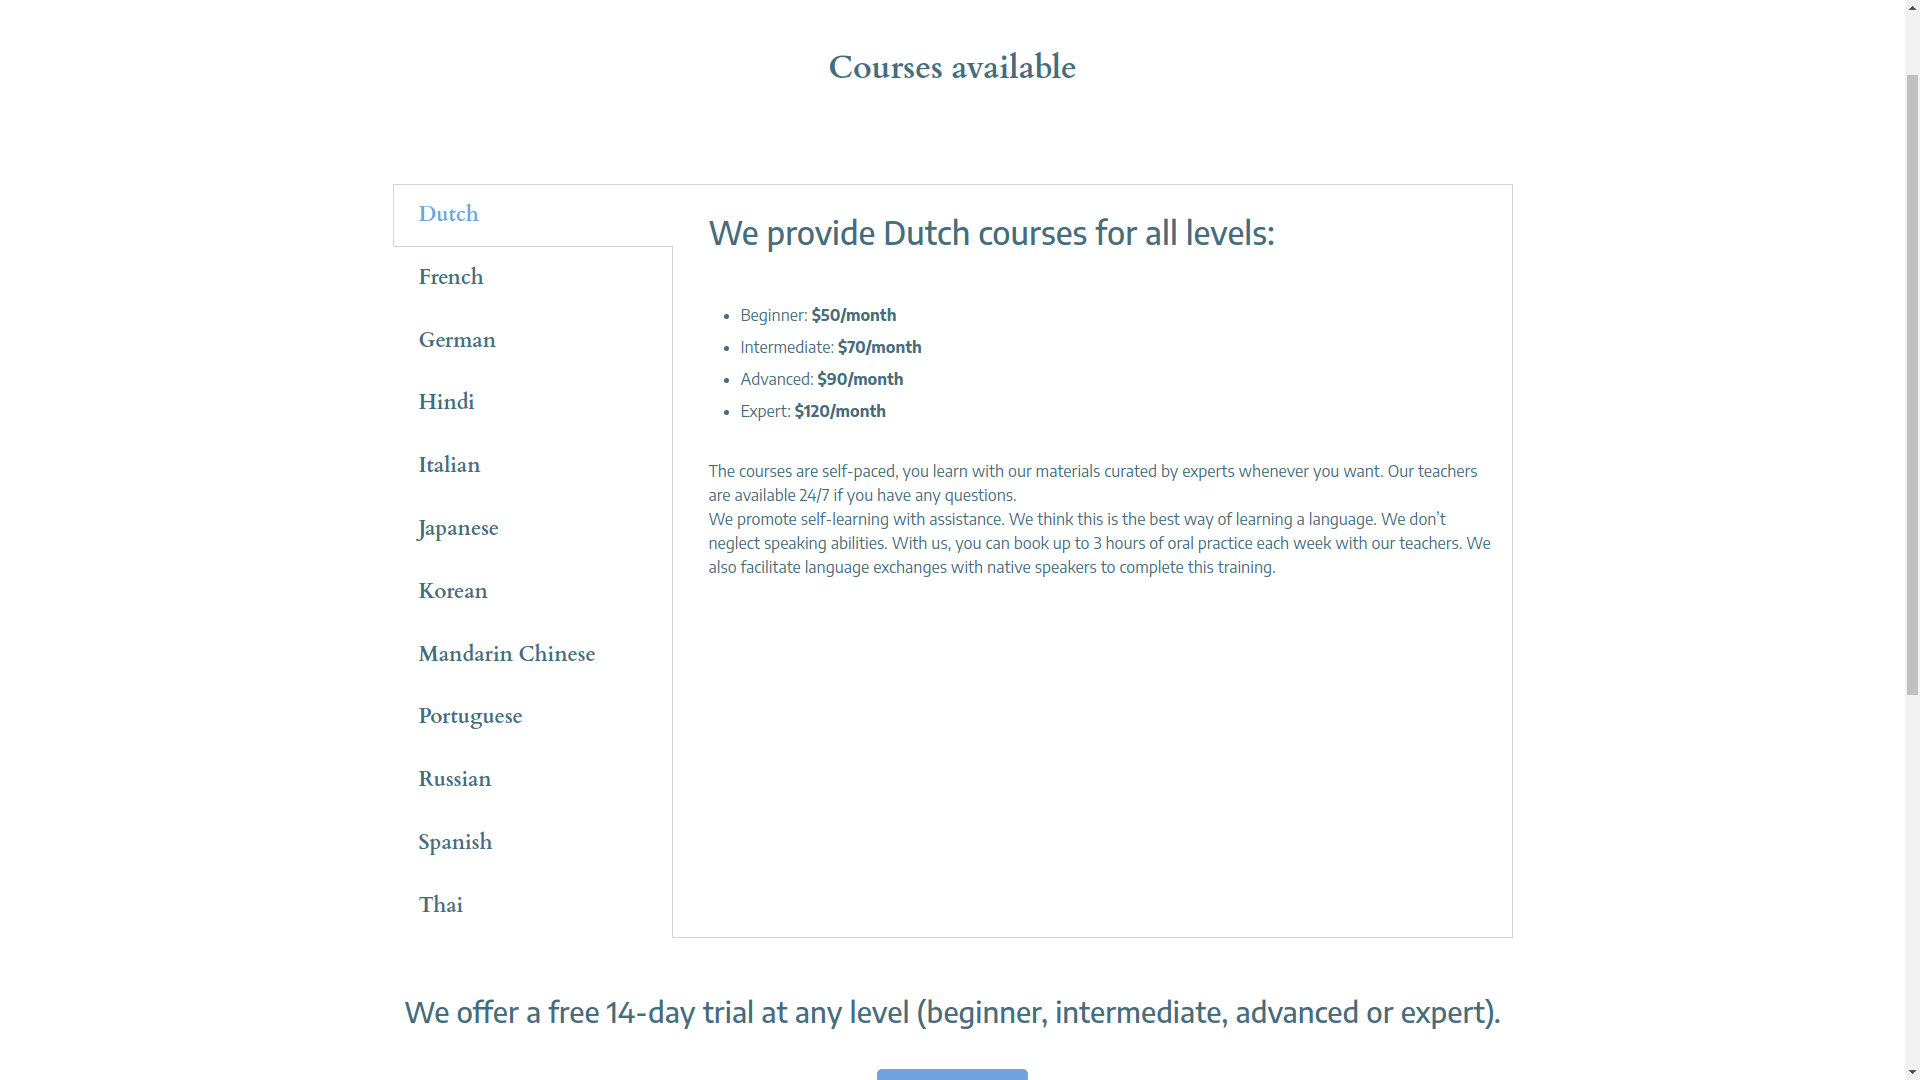 Courses available
Dutch
French
German
Hindi
Italian
Japanese
Korean
Mandarin Chinese
Portuguese
Russian
Spanish
Thai
We provide Dutch courses for all levels:
Beginner: $50/month
Intermediate: $70/month
Advanced: $90/month
Expert: $120/month
The courses are self-paced, you learn with our materials curated by experts whenever you want. Our teachers
are available 24/7 if you have any questions.
We promote self-learning with assistance. We think this is the best way of learning a language. We don’t
neglect speaking abilities. With us, you can book up to 3 hours of oral practice each week with our teachers. We
also facilitate language exchanges with native speakers to complete this training.
We offer a free 14-day trial at any level (beginner, intermediate, advanced or expert).